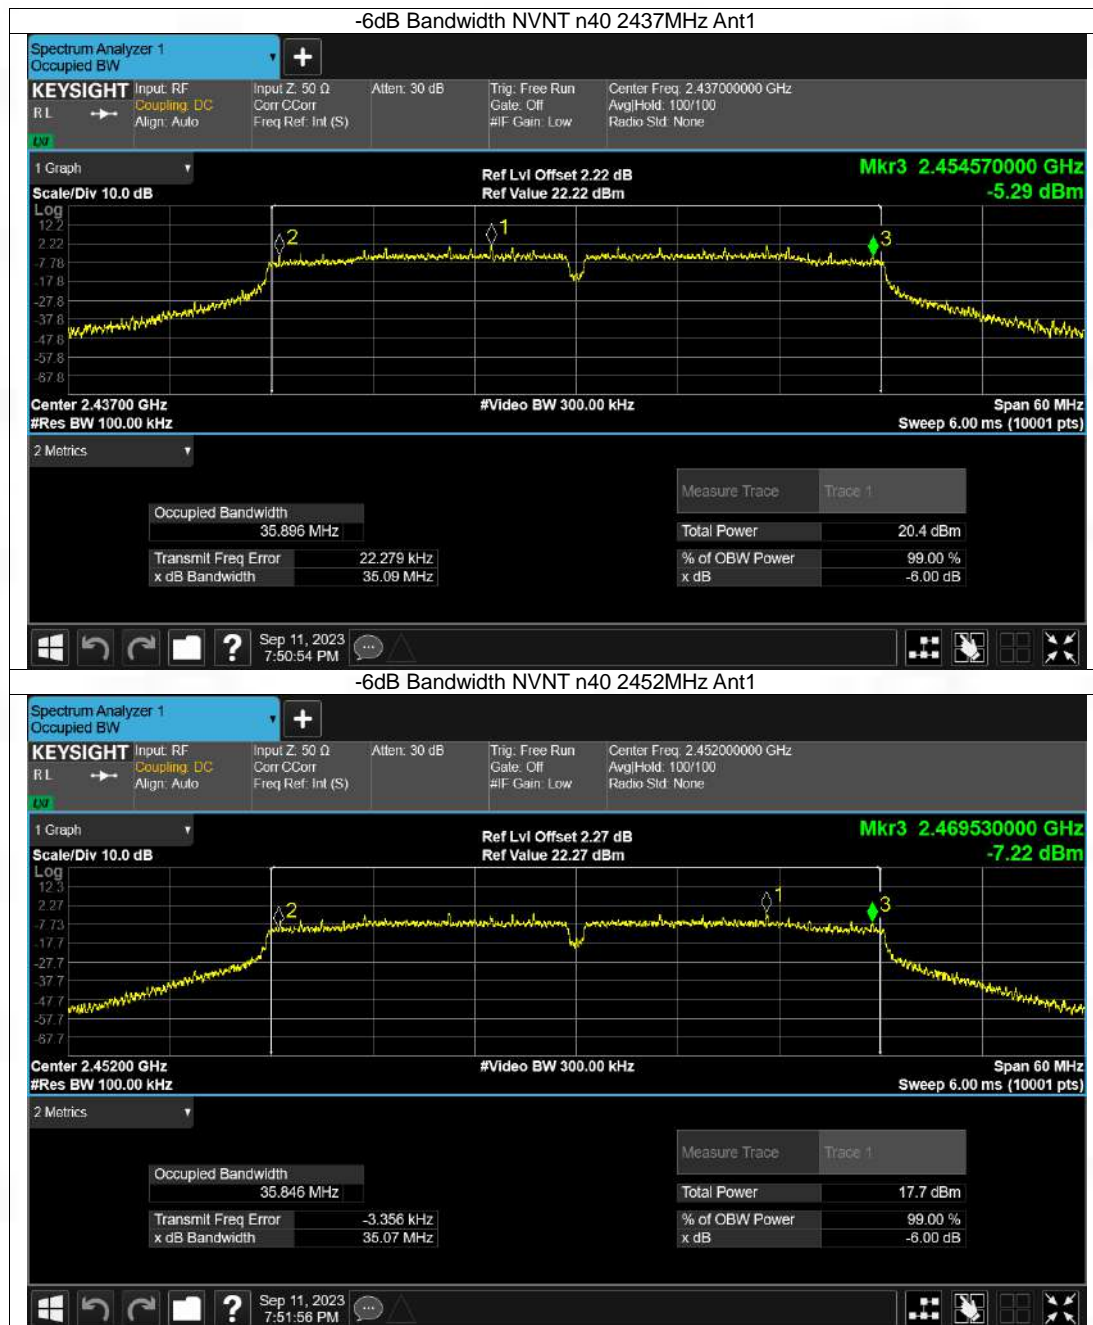 -6dB Bandwidth NVNT n40 2437MHz Ant1
Spectrum Analyzer 1
Occupied BW
KEYSIGHT Input: RF Input Z: 50 Ω Atten: 30 dB Trig: Free Run Center Freq: 2.437000000 GHz
RL Coupling: DC Corr CCorr Gate: Off Avg|Hold: 100/100
Align: Auto Freq Ref: Int (S) #IF Gain: Low Radio Std: None
LXI
1 Graph Ref Lvl Offset 2.22 dB Mkr3 2.454570000 GHz
Scale/Div 10.0 dB Ref Value 22.22 dBm -5.29 dBm
Log
12.2
2.22
-7.78
-17.8
-27.8
-37.8
-47.8
-57.8
-67.8
2 1 3
Center 2.43700 GHz #Video BW 300.00 kHz Span 60 MHz
#Res BW 100.00 kHz Sweep 6.00 ms (10001 pts)
2 Metrics
Measure Trace Trace 1
Occupied Bandwidth
35.896 MHz Total Power 20.4 dBm
Transmit Freq Error 22.279 kHz % of OBW Power 99.00 %
x dB Bandwidth 35.09 MHz x dB -6.00 dB
? Sep 11, 2023
7:50:54 PM
-6dB Bandwidth NVNT n40 2452MHz Ant1
Spectrum Analyzer 1
Occupied BW
KEYSIGHT Input: RF Input Z: 50 Ω Atten: 30 dB Trig: Free Run Center Freq: 2.452000000 GHz
RL Coupling: DC Corr CCorr Gate: Off Avg|Hold: 100/100
Align: Auto Freq Ref: Int (S) #IF Gain: Low Radio Std: None
LXI
1 Graph Ref Lvl Offset 2.27 dB Mkr3 2.469530000 GHz
Scale/Div 10.0 dB Ref Value 22.27 dBm -7.22 dBm
Log
12.3
2.27
-7.73
-17.7
-27.7
-37.7
-47.7
-57.7
-67.7
2 1 3
Center 2.45200 GHz #Video BW 300.00 kHz Span 60 MHz
#Res BW 100.00 kHz Sweep 6.00 ms (10001 pts)
2 Metrics
Measure Trace Trace 1
Occupied Bandwidth
35.846 MHz Total Power 17.7 dBm
Transmit Freq Error -3.356 kHz % of OBW Power 99.00 %
x dB Bandwidth 35.07 MHz x dB -6.00 dB
? Sep 11, 2023
7:51:56 PM